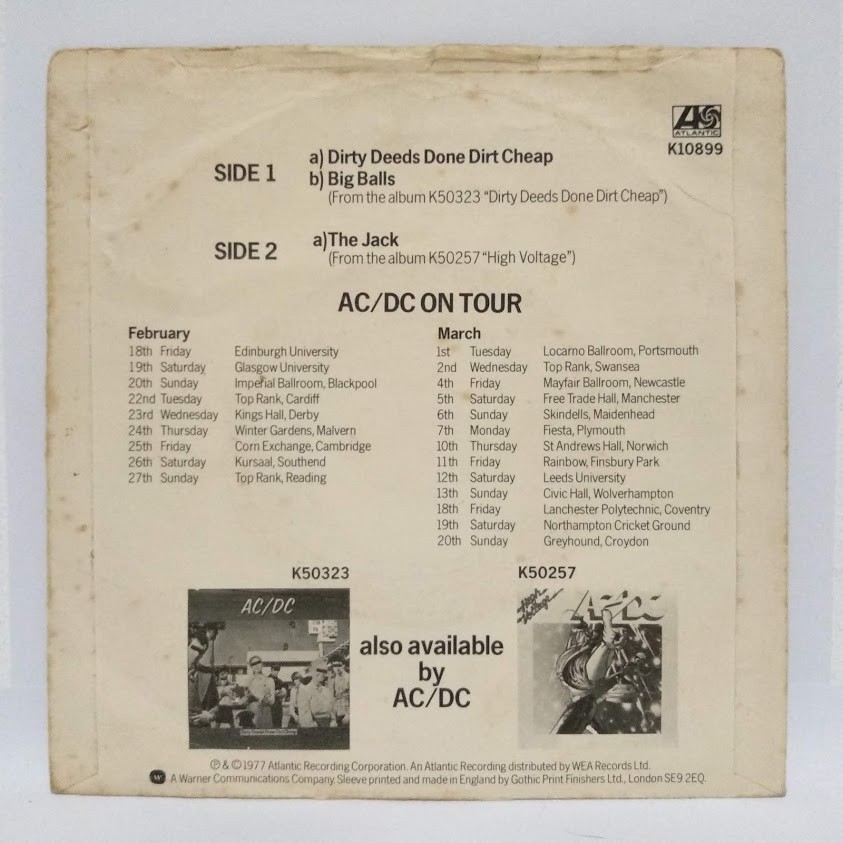 ATLANTIC
K10899
SIDE 1
a) Dirty Deeds Done Dirt Cheap
b) Big Balls
(From the album K50323 "Dirty Deeds Done Dirt Cheap")
SIDE 2
a) The Jack
(From the album K50257 "High Voltage")
AC/DC ON TOUR
February
18th Friday Edinburgh University
19th Saturday Glasgow University
20th Sunday Imperial Ballroom, Blackpool
22nd Tuesday Top Rank, Cardiff
23rd Wednesday Kings Hall, Derby
24th Thursday Winter Gardens, Malvern
25th Friday Corn Exchange, Cambridge
26th Saturday Kursaal, Southend
27th Sunday Top Rank, Reading
March
1st Tuesday Locarno Ballroom, Portsmouth
2nd Wednesday Top Rank, Swansea
4th Friday Mayfair Ballroom, Newcastle
5th Saturday Free Trade Hall, Manchester
6th Sunday Skindells, Maidenhead
7th Monday Fiesta, Plymouth
10th Thursday St Andrews Hall, Norwich
11th Friday Rainbow, Finsbury Park
12th Saturday Leeds University
13th Sunday Civic Hall, Wolverhampton
18th Friday Lanchester Polytechnic, Coventry
19th Saturday Northampton Cricket Ground
20th Sunday Greyhound, Croydon
K50323
AC/DC
also available
by
AC/DC
K50257
High Voltage
AC/DC
℗ & © 1977 Atlantic Recording Corporation. An Atlantic Recording distributed by WEA Records Ltd.
A Warner Communications Company. Sleeve printed and made in England by Gothic Print Finishers Ltd., London SE9 2EQ.